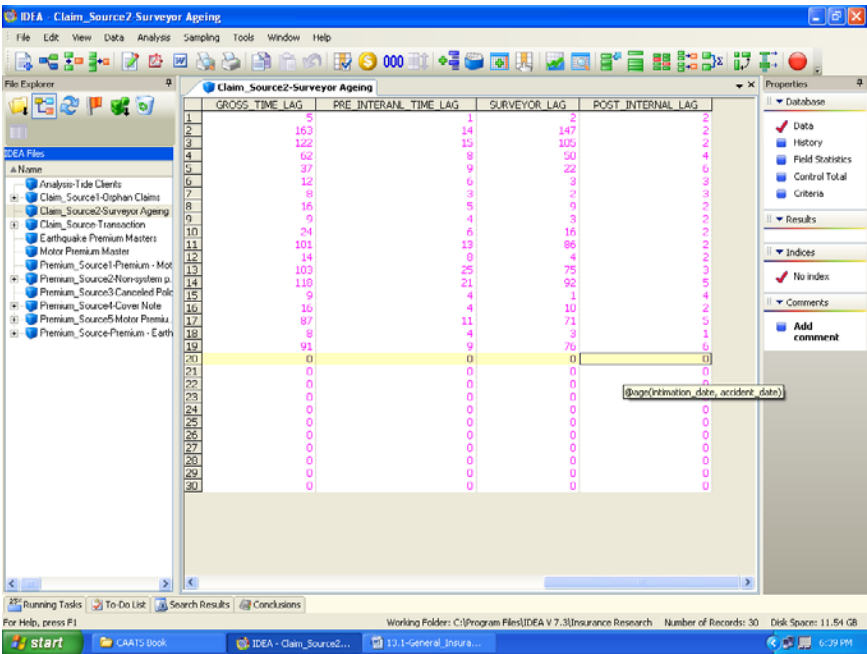 IDEA - Claim_Source2-Surveyor Ageing
File Edit View Data Analysis Sampling Tools Window Help
000
File Explorer
IDEA Files
Name
Analysis-Tide Clients
Claim_Source1-Orphan Claims
Claim_Source2-Surveyor Ageing
Claim_Source-Transaction
Earthquake Premium Masters
Motor Premium Master
Premium_Source1-Premium - Mot
Premium_Source2-Non-system p.
Premium_Source3-Canceled Polic
Premium_Source4-Cover Note
Premium_Source5-Motor Premiu.
Premium_Source-Premium - Earth
Claim_Source2-Surveyor Ageing
GROSS_TIME_LAG PRE_INTERANL_TIME_LAG SURVEYOR_LAG POST_INTERNAL_LAG
1 5 1 2 2
2 163 14 147 2
3 122 15 105 2
4 62 8 50 4
5 37 9 22 6
6 12 6 3 3
7 8 3 2 3
8 16 5 9 2
9 9 4 3 2
10 24 6 16 2
11 101 13 86 2
12 14 8 4 2
13 103 25 75 3
14 118 21 92 5
15 9 4 1 4
16 16 4 10 2
17 87 11 71 5
18 8 4 3 1
19 91 9 76 6
20 0 0 0 0
21 0 0 0 0
22 0 0 0 0
23 0 0 0 0
24 0 0 0 0
25 0 0 0 0
26 0 0 0 0
27 0 0 0 0
28 0 0 0 0
29 0 0 0 0
30 0 0 0 0
@age(intimation_date, accident_date)
Properties
Database
Data
History
Field Statistics
Control Total
Criteria
Results
Indices
No index
Comments
Add
comment
Running Tasks To-Do List Search Results Conclusions
For Help, press F1 Working Folder: C:\Program Files\IDEA V 7.3\Insurance Research Number of Records: 30 Disk Space: 11.54 GB
start CAATS Book IDEA - Claim_Source2... 13.1-General_Insura... 6:39 PM